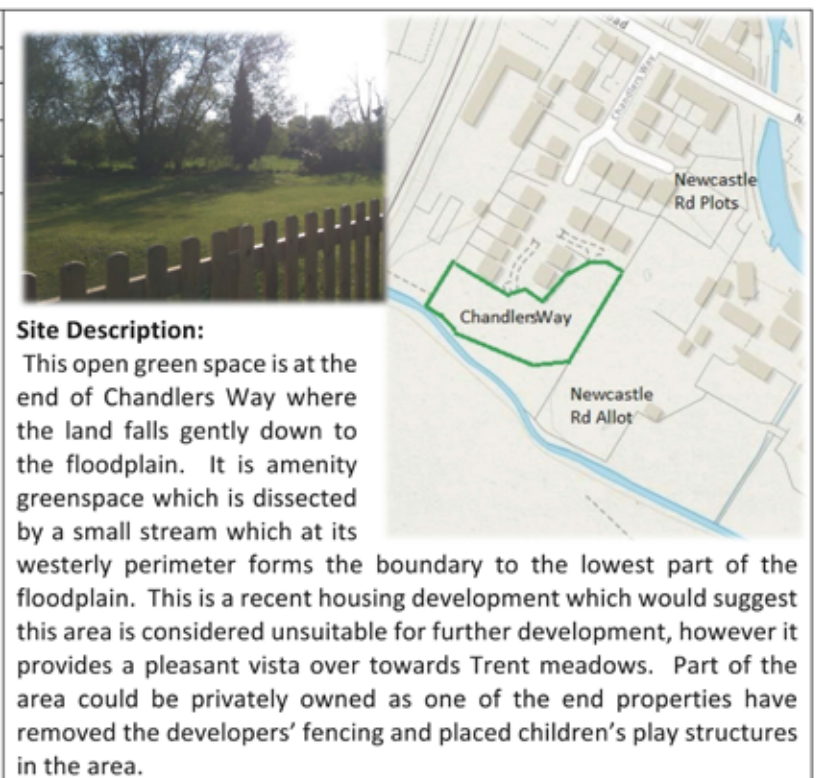 oad
Chandlers Way
N
Newcastle
Rd Plots
ChandlersWay
Newcastle
Rd Allot
Site Description:
This open green space is at the
end of Chandlers Way where
the land falls gently down to
the floodplain. It is amenity
greenspace which is dissected
by a small stream which at its
westerly perimeter forms the boundary to the lowest part of the
floodplain. This is a recent housing development which would suggest
this area is considered unsuitable for further development, however it
provides a pleasant vista over towards Trent meadows. Part of the
area could be privately owned as one of the end properties have
removed the developers’ fencing and placed children’s play structures
in the area.